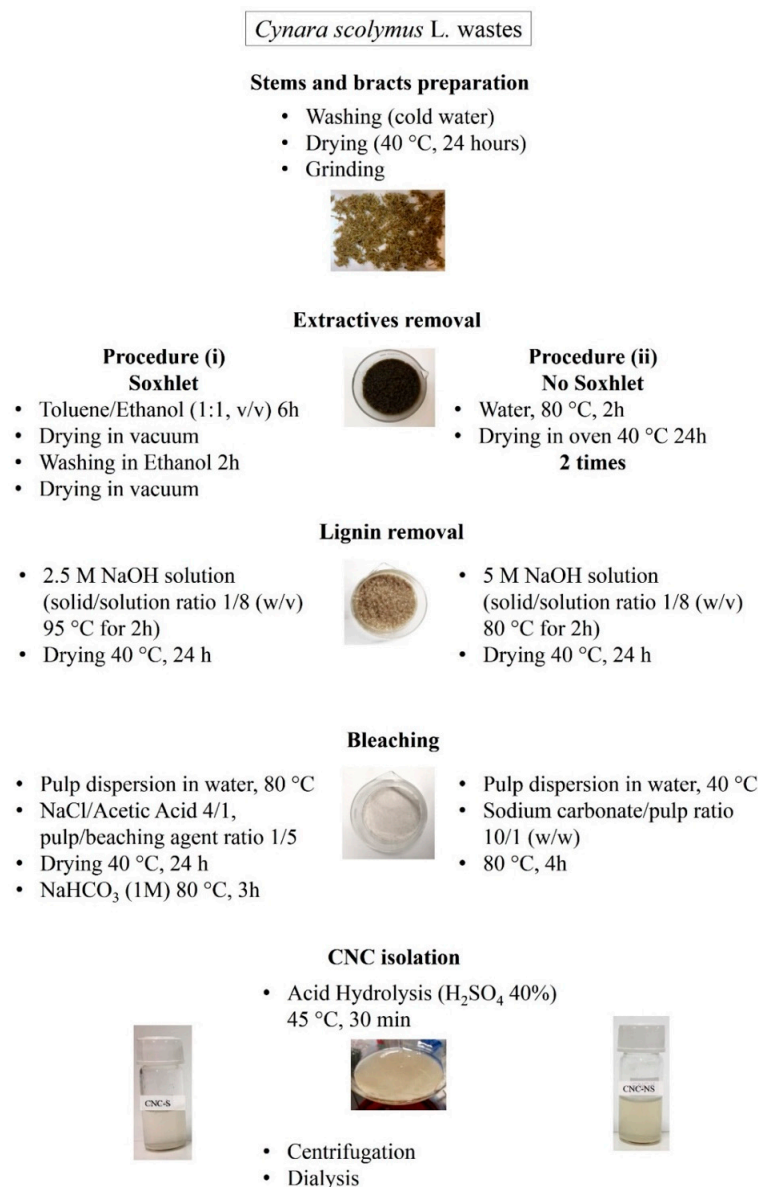 Cynara scolymus L. wastes
Stems and bracts preparation
• Washing (cold water)
• Drying (40 °C, 24 hours)
• Grinding
Extractives removal
Procedure (i)
Soxhlet
• Toluene/Ethanol (1:1, v/v) 6h
• Drying in vacuum
• Washing in Ethanol 2h
• Drying in vacuum
Procedure (ii)
No Soxhlet
• Water, 80 °C, 2h
• Drying in oven 40 °C 24h
2 times
Lignin removal
• 2.5 M NaOH solution
(solid/solution ratio 1/8 (w/v)
95 °C for 2h)
• Drying 40 °C, 24 h
• 5 M NaOH solution
(solid/solution ratio 1/8 (w/v)
80 °C for 2h)
• Drying 40 °C, 24 h
Bleaching
• Pulp dispersion in water, 80 °C
• NaCl/Acetic Acid 4/1,
pulp/beaching agent ratio 1/5
• Drying 40 °C, 24 h
• NaHCO₃ (1M) 80 °C, 3h
• Pulp dispersion in water, 40 °C
• Sodium carbonate/pulp ratio
10/1 (w/w)
• 80 °C, 4h
CNC isolation
• Acid Hydrolysis (H₂SO₄ 40%)
45 °C, 30 min
CNC-S
CNC-NS
• Centrifugation
• Dialysis